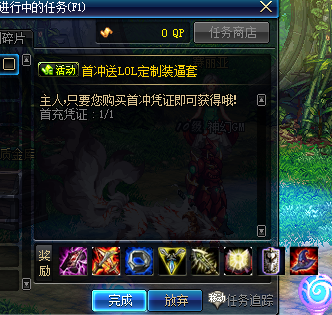 进行中的任务(F1)
碎片
0 QP
任务商店
活动 首冲送LOL定制装逼套
主人,只要您购买首冲凭证即可获得哦!
首充凭证：1/1
奖励
完成
放弃
任务追踪